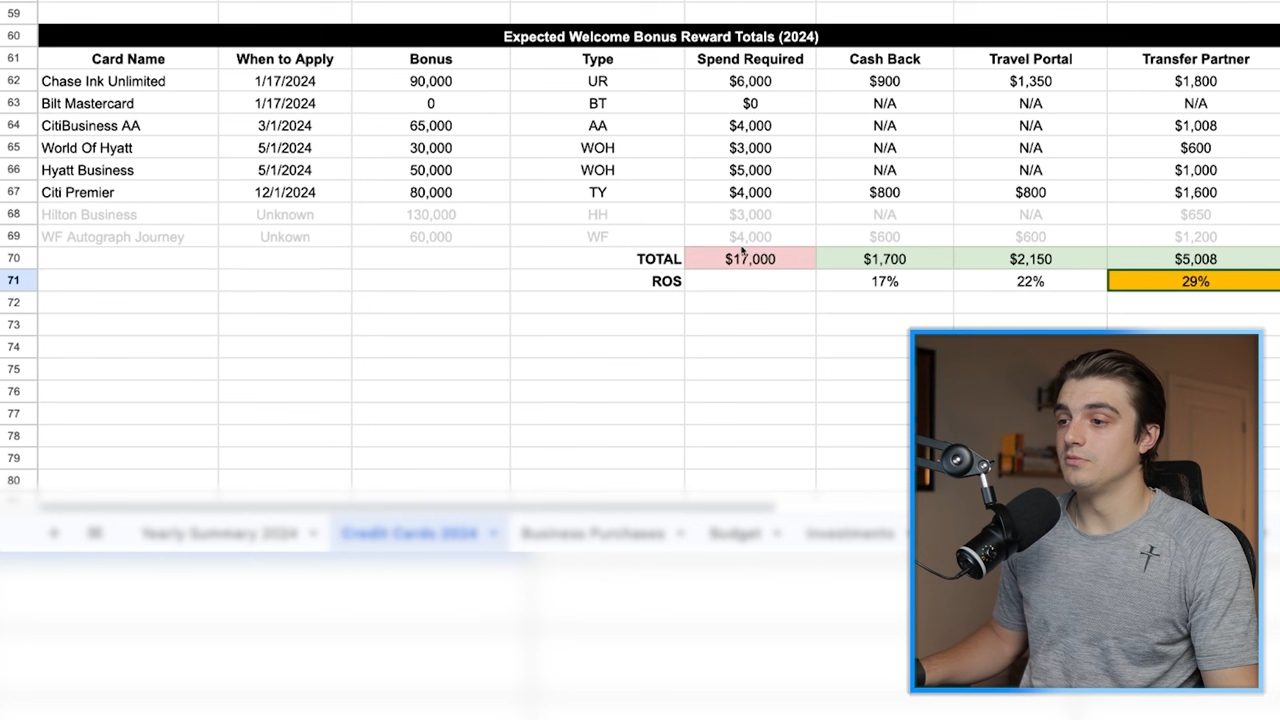 59
60 Expected Welcome Bonus Reward Totals (2024)
61 Card Name When to Apply Bonus Type Spend Required Cash Back Travel Portal Transfer Partner
62 Chase Ink Unlimited 1/17/2024 90,000 UR $6,000 $900 $1,350 $1,800
63 Bilt Mastercard 1/17/2024 0 BT $0 N/A N/A N/A
64 CitiBusiness AA 3/1/2024 65,000 AA $4,000 N/A N/A $1,008
65 World Of Hyatt 5/1/2024 30,000 WOH $3,000 N/A N/A $600
66 Hyatt Business 5/1/2024 50,000 WOH $5,000 N/A N/A $1,000
67 Citi Premier 12/1/2024 80,000 TY $4,000 $800 $800 $1,600
68 Hilton Business Unknown 130,000 HH $3,000 N/A N/A $650
69 WF Autograph Journey Unkown 60,000 WF $4,000 $600 $600 $1,200
70 TOTAL $17,000 $1,700 $2,150 $5,008
71 ROS 17% 22% 29%
72
73
74
75
76
77
78
79
80
Yearly Summary 2024 Credit Cards 2024 Business Purchases Budget Investments